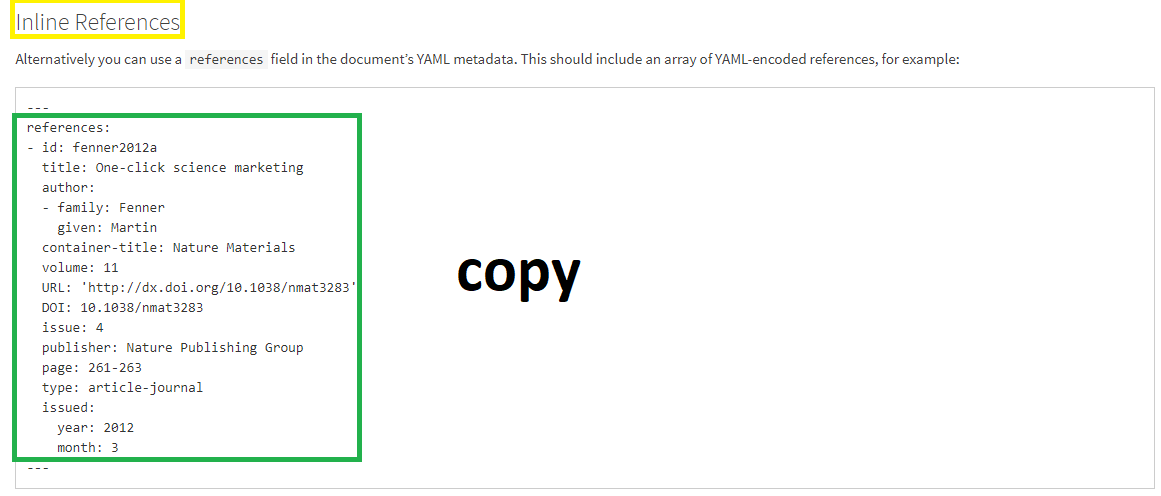 Inline References
Alternatively you can use a references field in the document’s YAML metadata. This should include an array of YAML-encoded references, for example:
---
references:
- id: fenner2012a
  title: One-click science marketing
  author:
  - family: Fenner
    given: Martin
  container-title: Nature Materials
  volume: 11
  URL: 'http://dx.doi.org/10.1038/nmat3283'
  DOI: 10.1038/nmat3283
  issue: 4
  publisher: Nature Publishing Group
  page: 261-263
  type: article-journal
  issued:
    year: 2012
    month: 3
---
copy